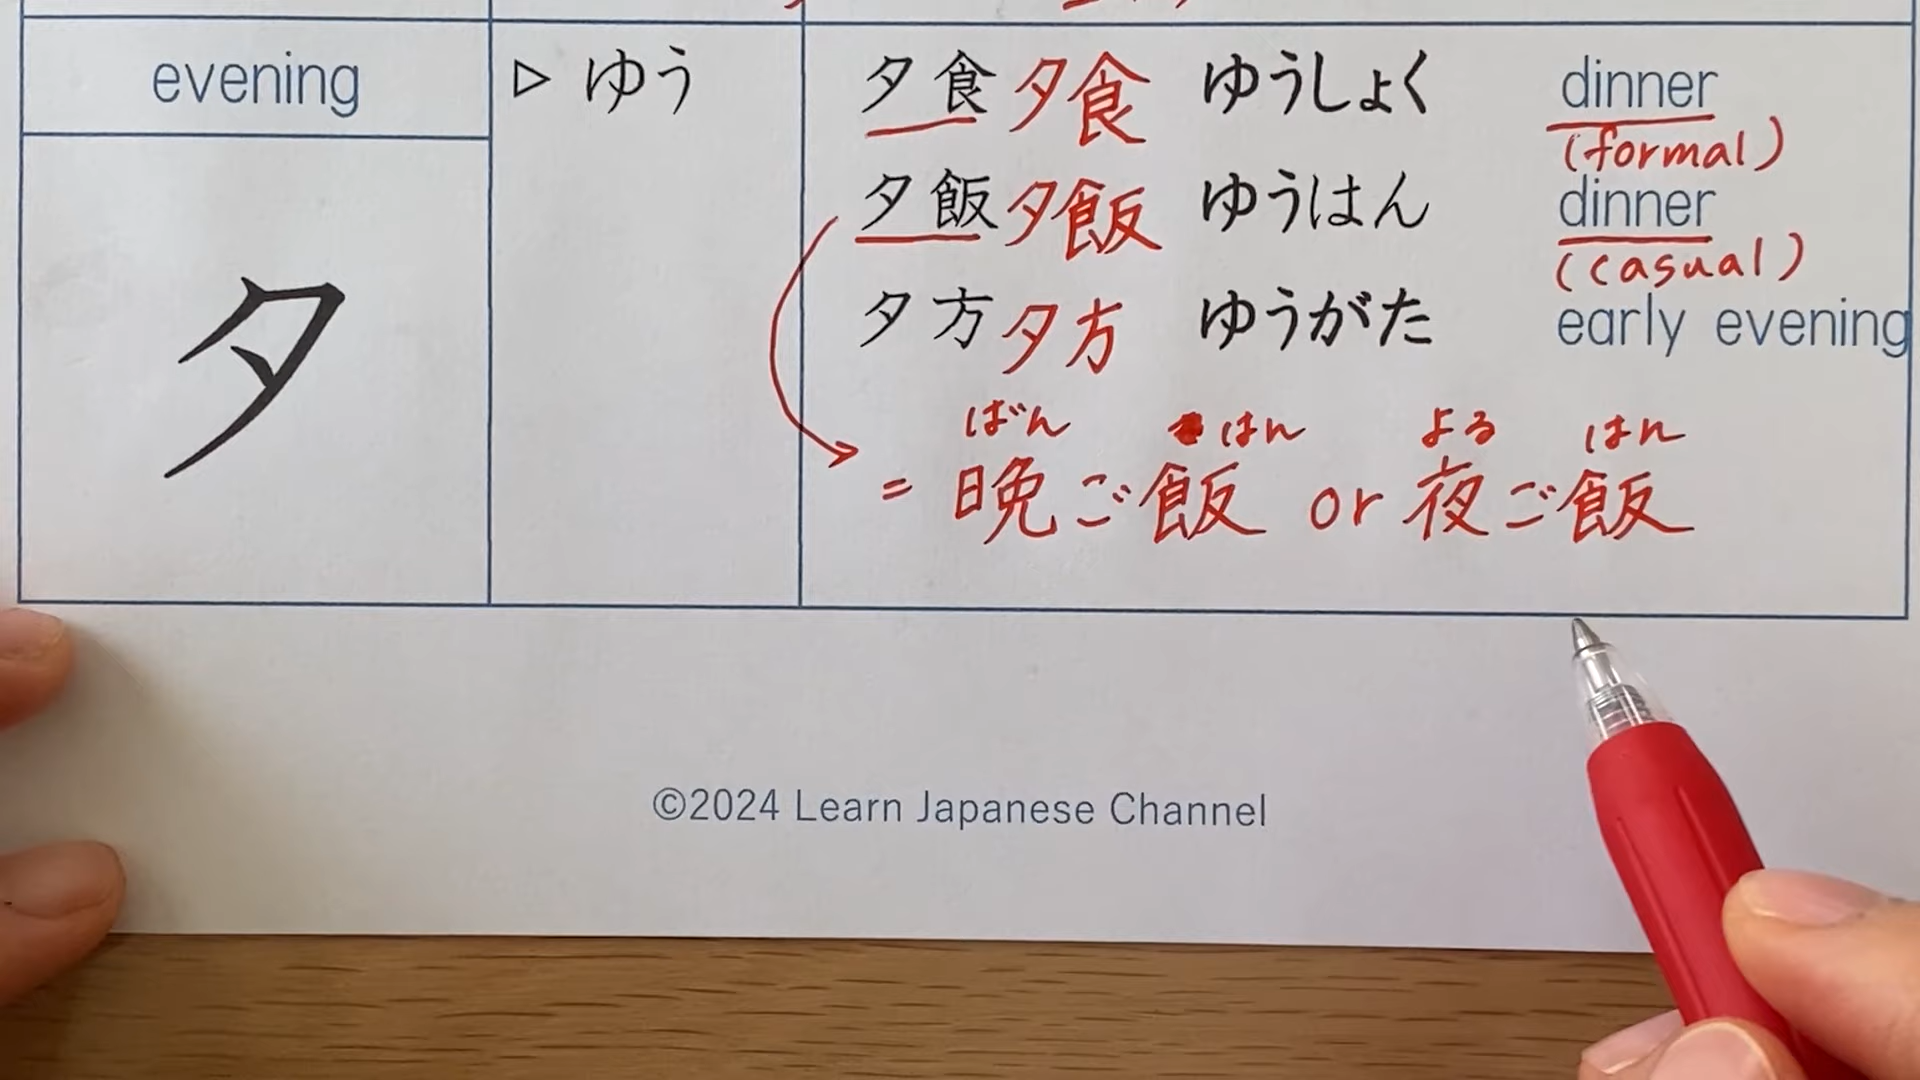 evening ▷ ゆう 夕食 夕食 ゆうしょく dinner
(formal)
夕飯 夕飯 ゆうはん dinner
(casual)
夕
夕方 夕方 ゆうがた early evening
ばん はん よる はん
= 晩ご飯 or 夜ご飯
©2024 Learn Japanese Channel